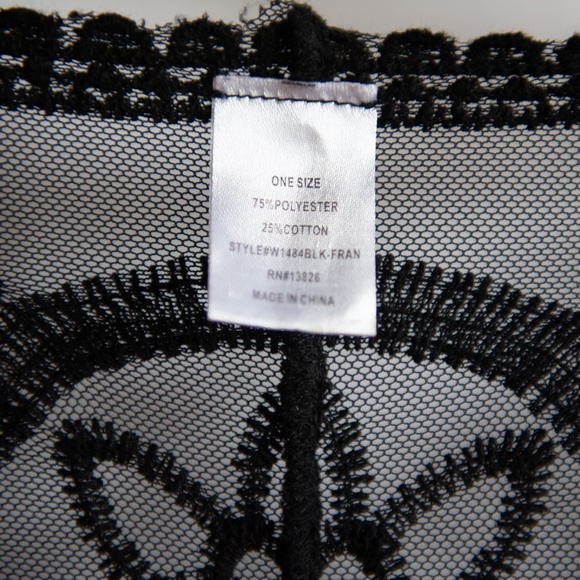 ONE SIZE
75%POLYESTER
25%COTTON
STYLE#W1484BLK-FRAN
RN#13826
MADE IN CHINA